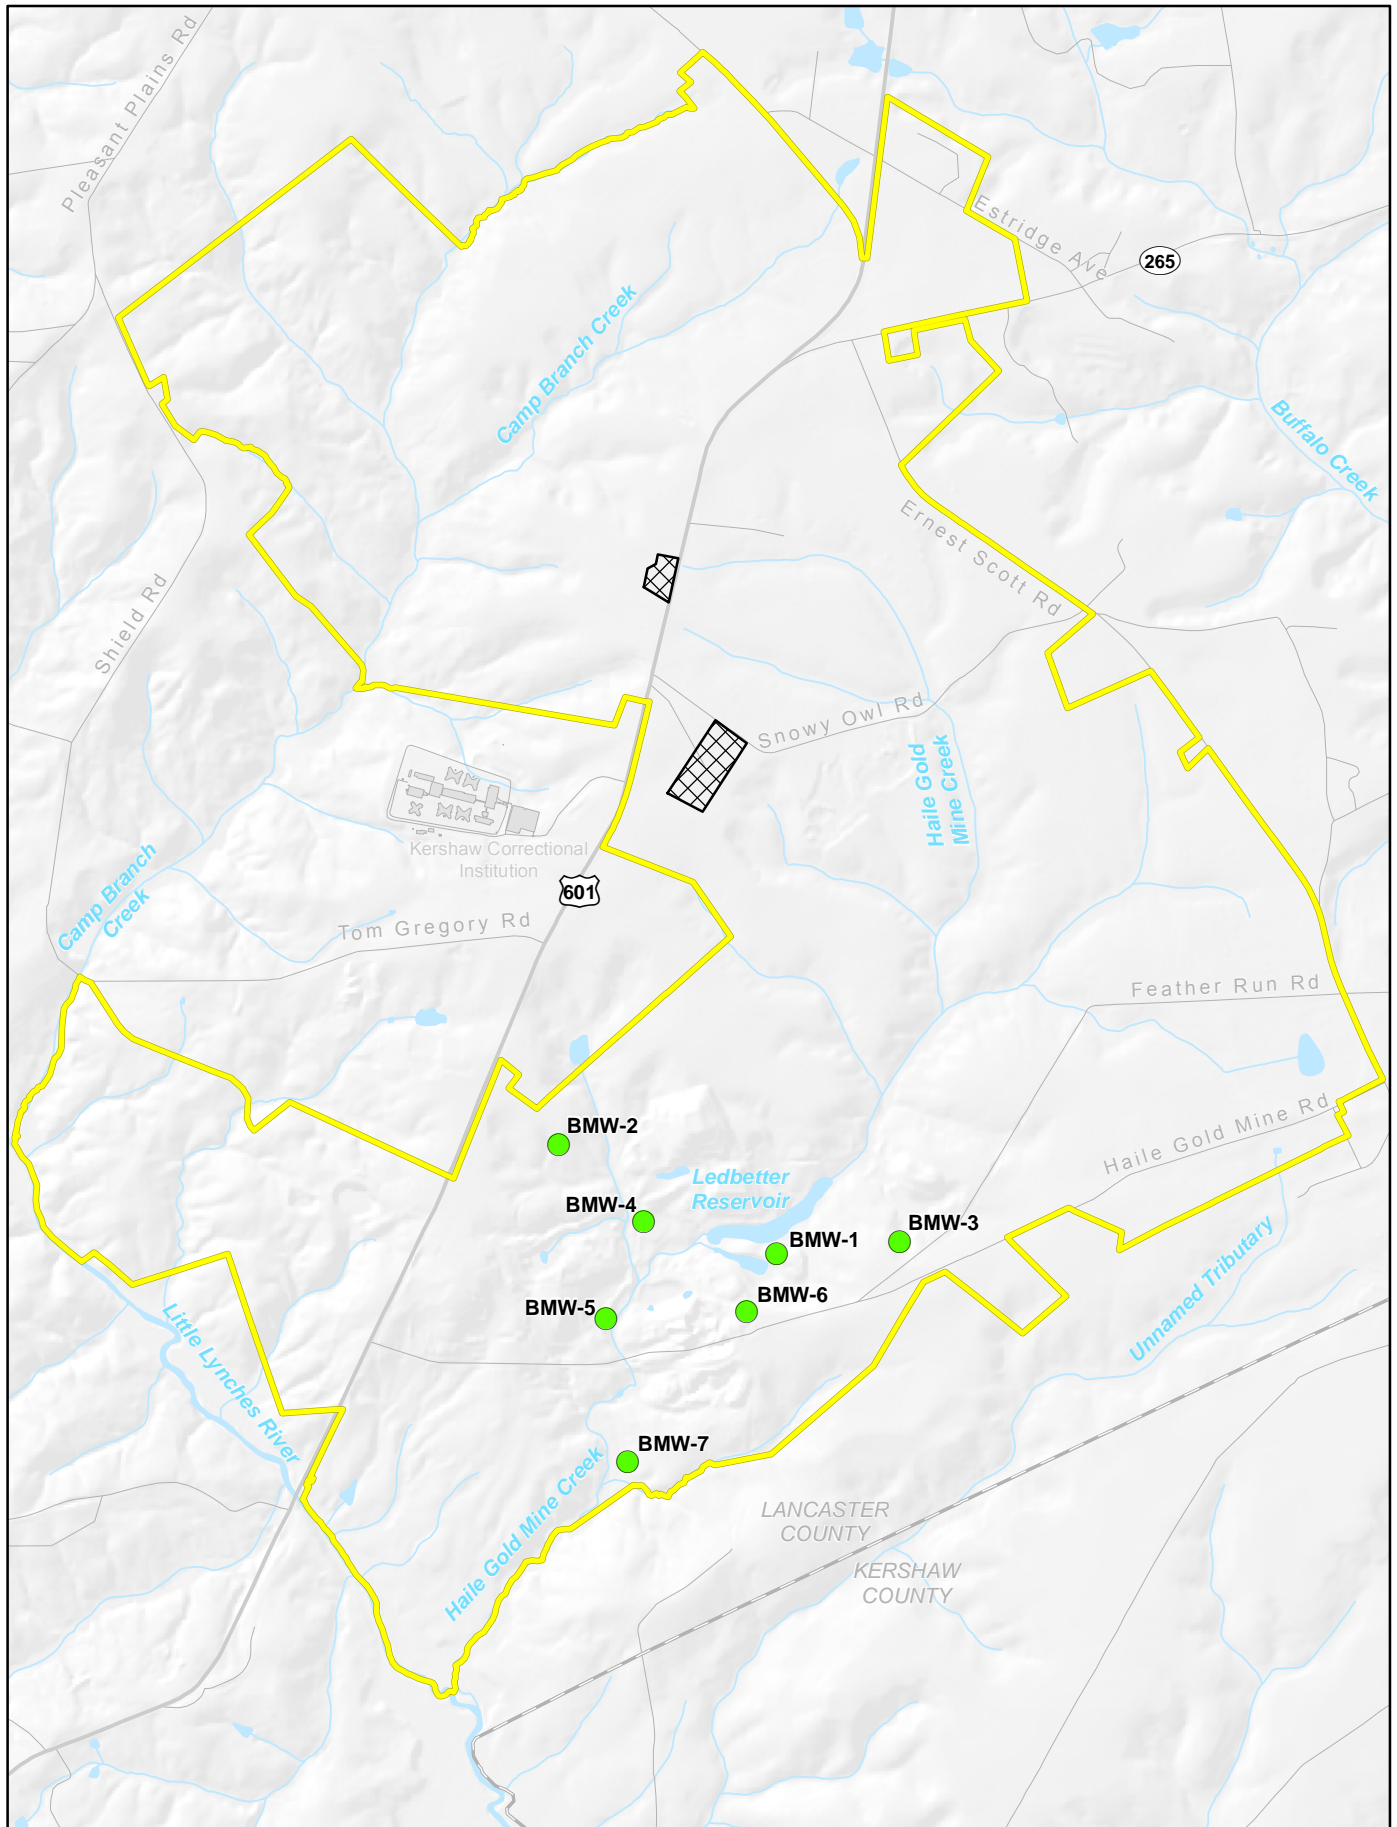 Pleasant Plains Rd
Estridge Ave
265
Camp Branch Creek
Buffalo Creek
Ernest Scott Rd
Shield Rd
Snowy Owl Rd
Haile Gold
Mine Creek
Kershaw Correctional
Institution
601
Camp Branch
Creek
Tom Gregory Rd
Feather Run Rd
Haile Gold Mine Rd
BMW-2
Ledbetter
Reservoir
BMW-4
BMW-3
BMW-1
BMW-6
BMW-5
Unnamed Tributary
Little Lynches River
BMW-7
Haile Gold Mine Creek
LANCASTER
COUNTY
KERSHAW
COUNTY